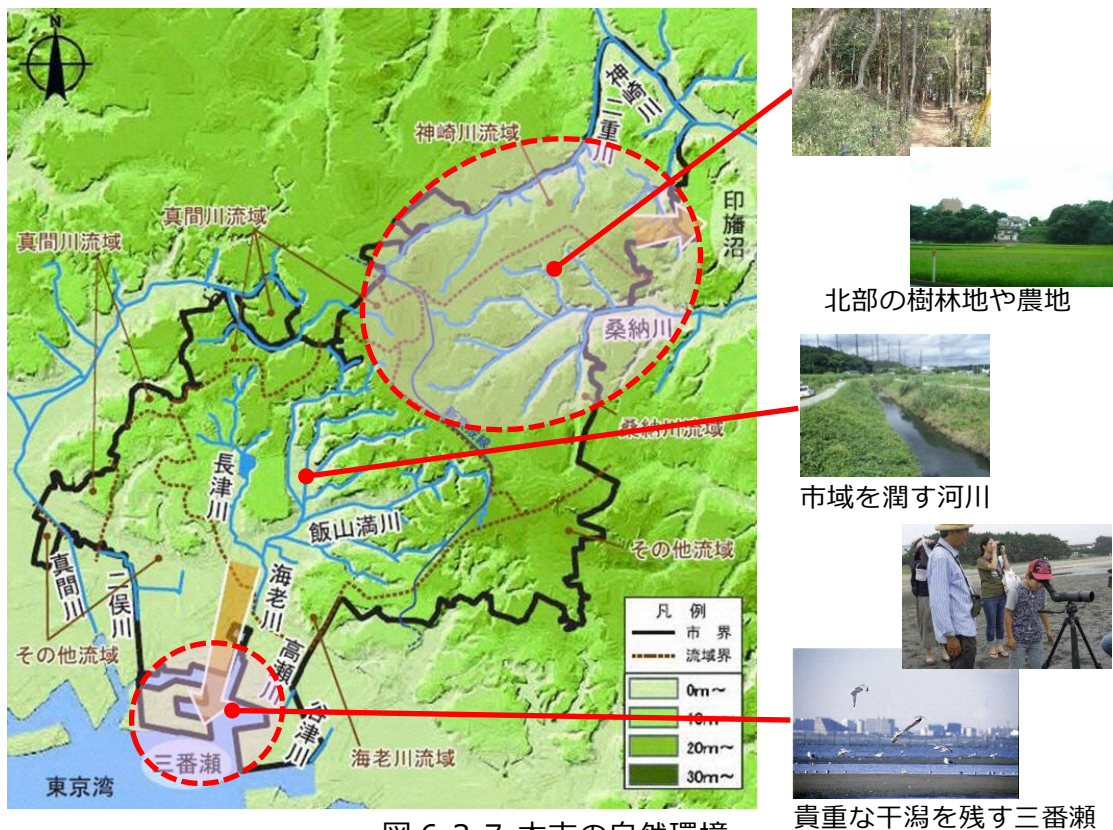 N
神崎川
二重川
神崎川流域
印旛沼
真間川流域
真間川流域
北部の樹林地や農地
桑納川
桑納川流域
市域を潤す河川
長津川
飯山満川
その他流域
真間川
二俣川
海老川
高瀬川
谷津川
その他流域
海老川流域
三番瀬
東京湾
凡 例
市 界
流域界
0m～
10m～
20m～
30m～
貴重な干潟を残す三番瀬